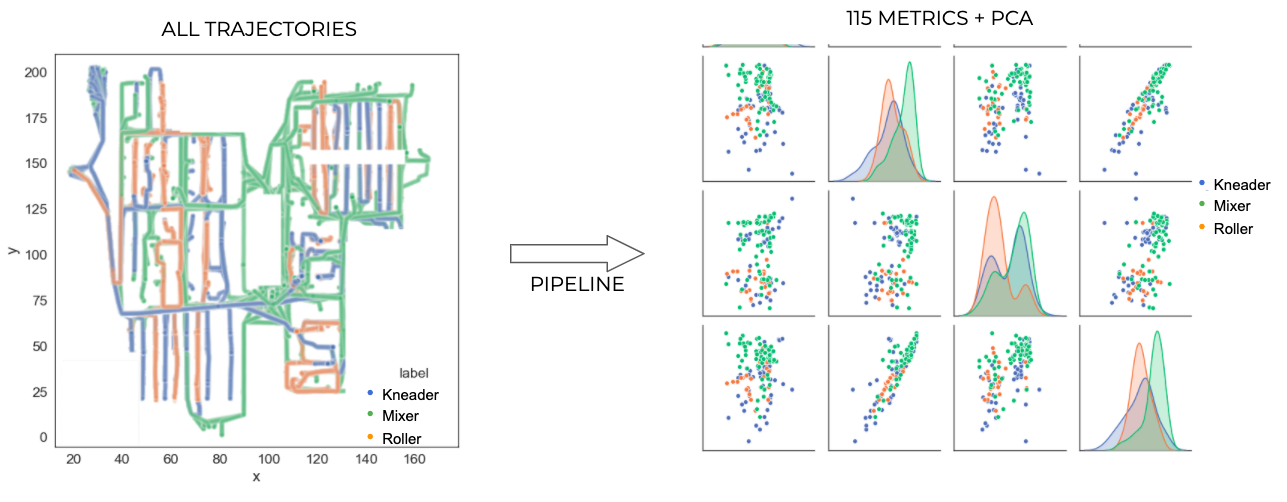 ALL TRAJECTORIES
115 METRICS + PCA
200
175
150
125
100
75
50
25
0
y
20 40 60 80 100 120 140 160
x
label
Kneader
Mixer
Roller
PIPELINE
Kneader
Mixer
Roller